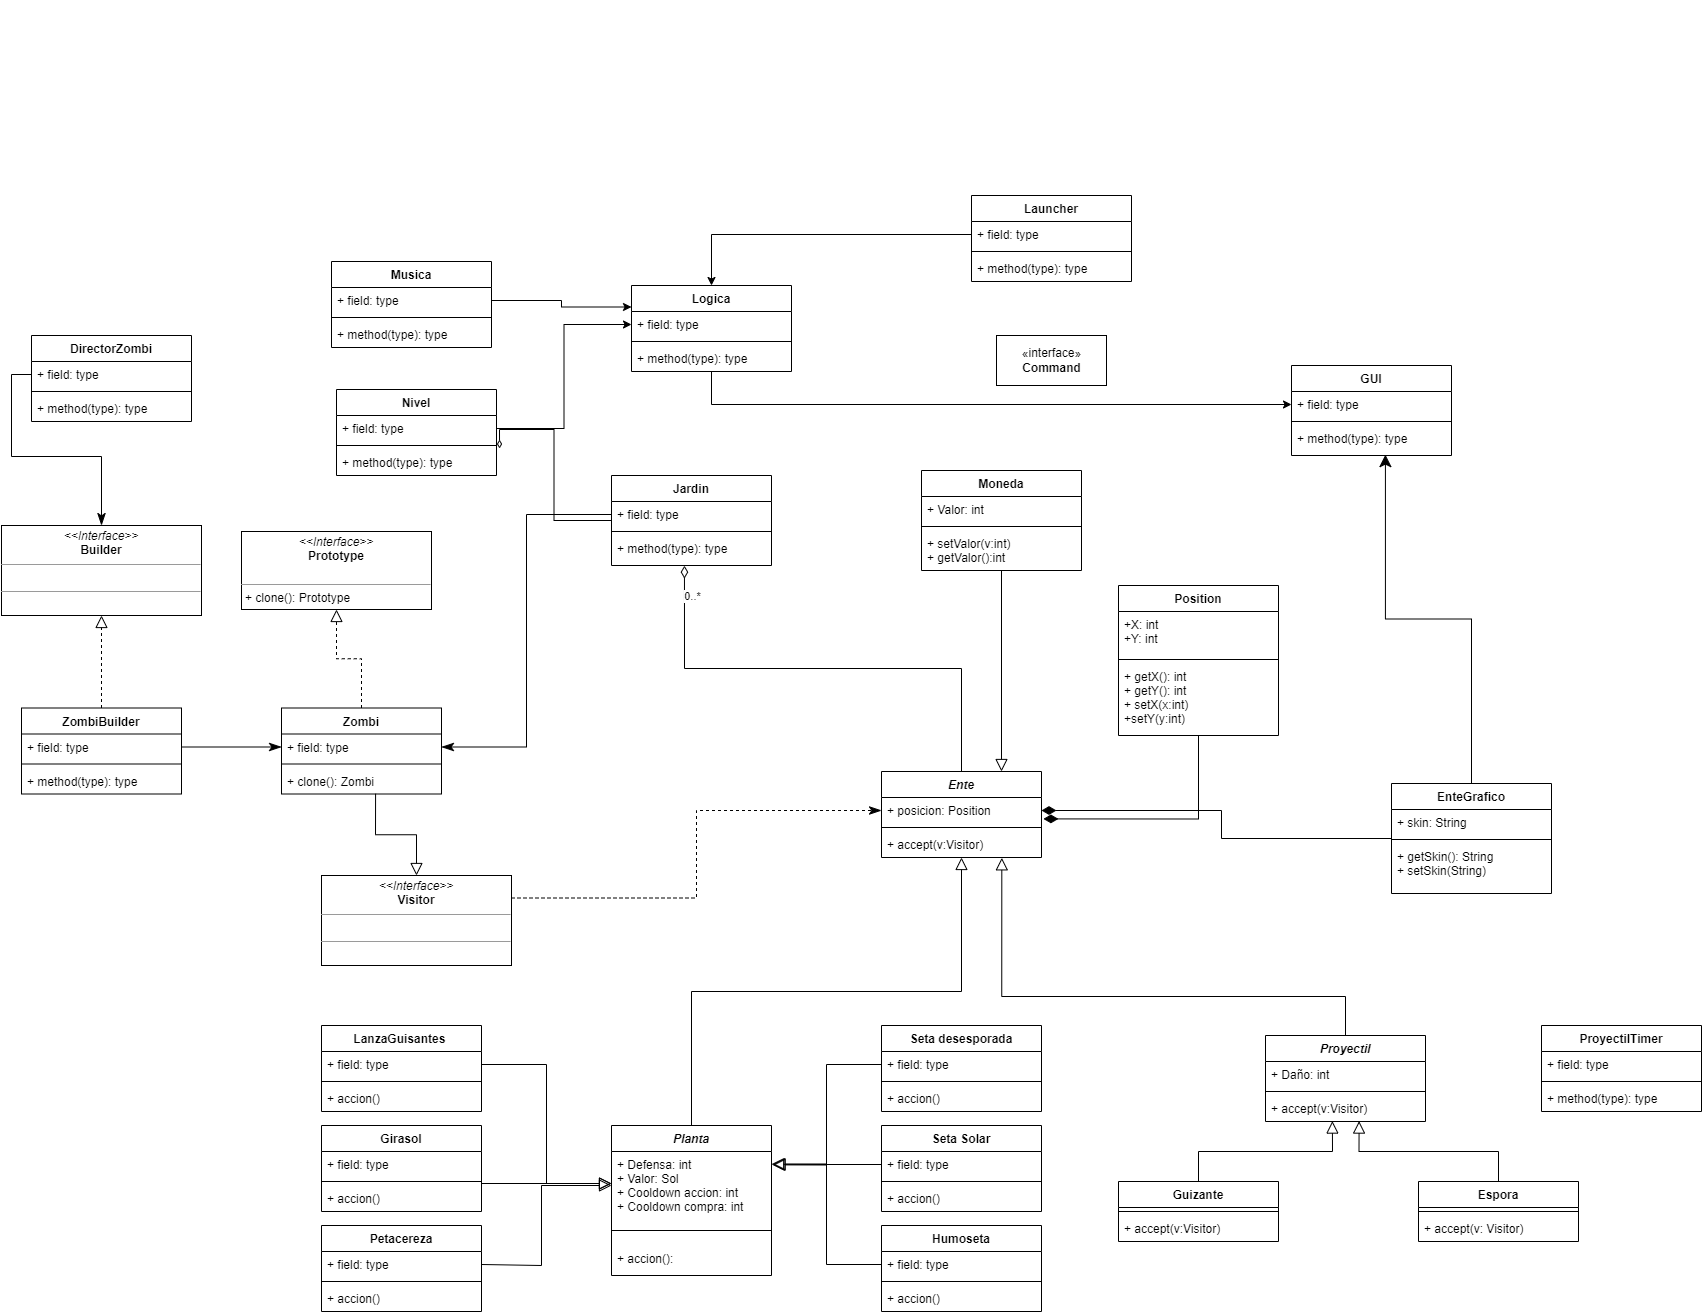 Launcher
+ field: type
+ method(type): type
Musica
+ field: type
+ method(type): type
Logica
+ field: type
+ method(type): type
DirectorZombi
+ field: type
+ method(type): type
«interface»
Command
GUI
+ field: type
+ method(type): type
Nivel
+ field: type
+ method(type): type
Jardin
+ field: type
+ method(type): type
0..*
Moneda
+ Valor: int
+ setValor(v:int)
+ getValor():int
<<Interface>>
Builder
<<Interface>>
Prototype
+ clone(): Prototype
Position
+X: int
+Y: int
+ getX(): int
+ getY(): int
+ setX(x:int)
+setY(y:int)
ZombiBuilder
+ field: type
+ method(type): type
Zombi
+ field: type
+ clone(): Zombi
Ente
+ posicion: Position
+ accept(v:Visitor)
EnteGrafico
+ skin: String
+ getSkin(): String
+ setSkin(String)
<<Interface>>
Visitor
LanzaGuisantes
+ field: type
+ accion()
Seta desesporada
+ field: type
+ accion()
Proyectil
+ Daño: int
+ accept(v:Visitor)
ProyectilTimer
+ field: type
+ method(type): type
Girasol
+ field: type
+ accion()
Planta
+ Defensa: int
+ Valor: Sol
+ Cooldown accion: int
+ Cooldown compra: int
+ accion():
Seta Solar
+ field: type
+ accion()
Guizante
+ accept(v:Visitor)
Espora
+ accept(v: Visitor)
Petacereza
+ field: type
+ accion()
Humoseta
+ field: type
+ accion()